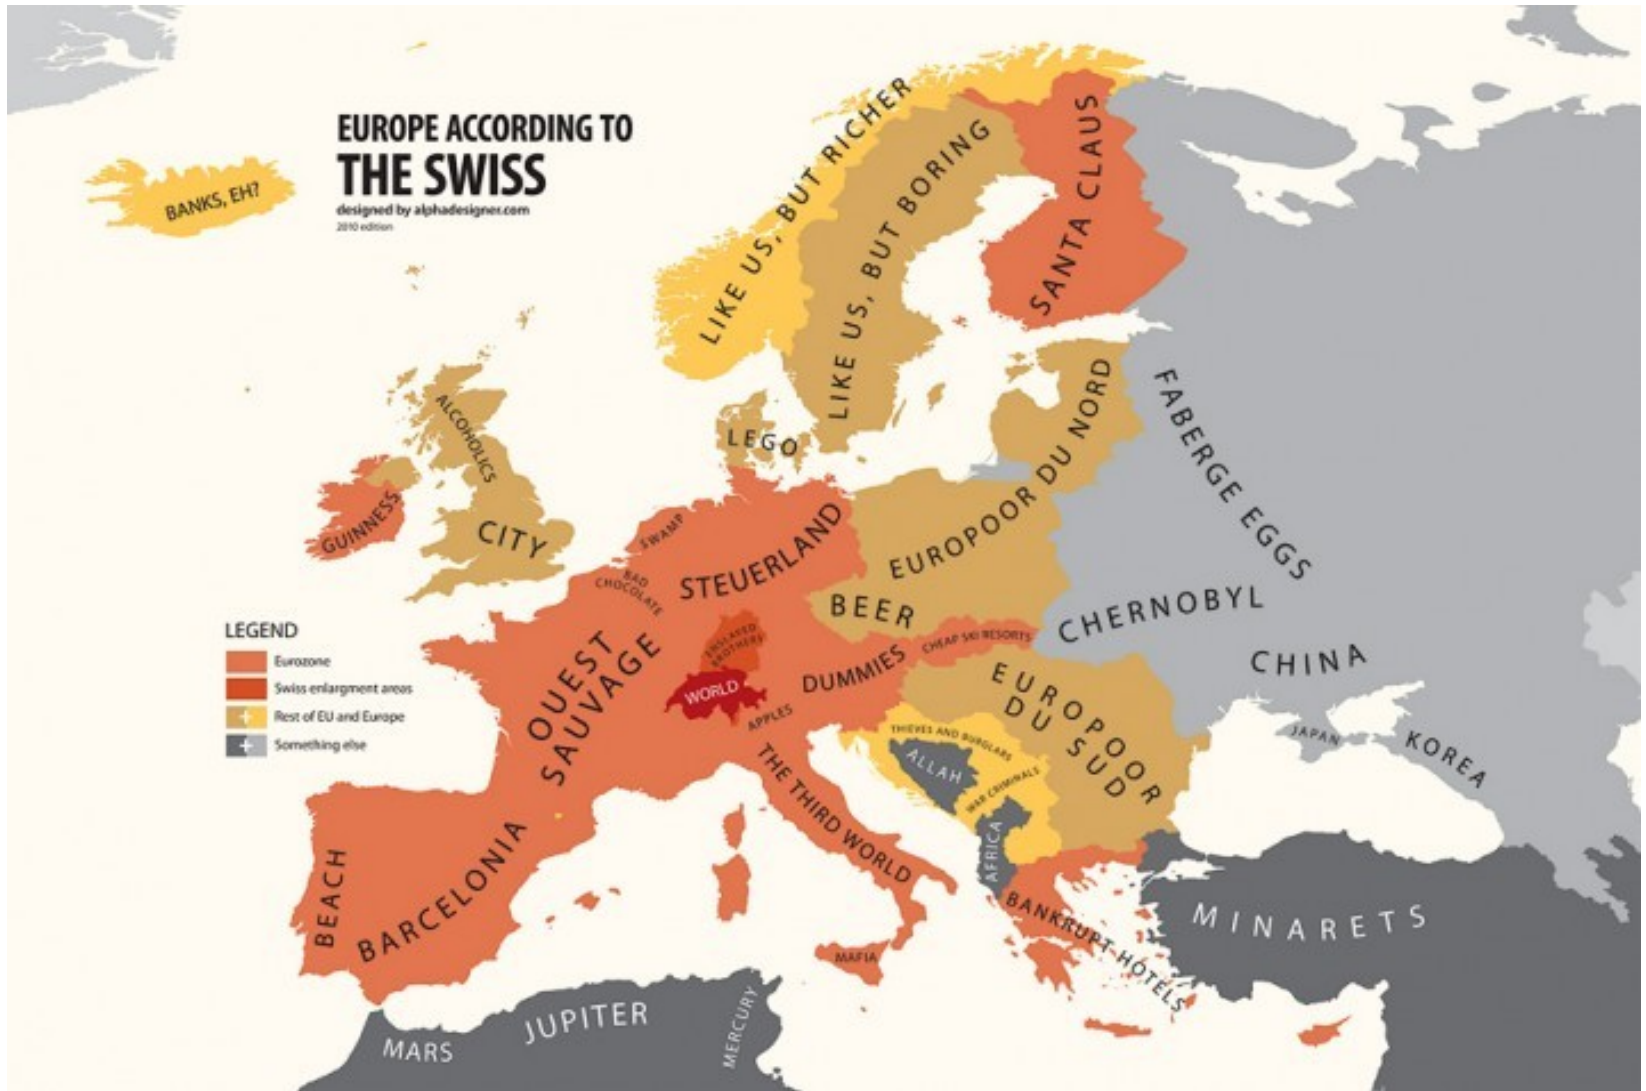 EUROPE ACCORDING TO
THE SWISS
designed by alphadesigner.com
2010 edition
BANKS, EH?
LIKE US, BUT RICHER
LIKE US, BUT BORING
SANTA CLAUS
FABERGE EGGS
ALCOHOLICS
LEGO
EUROPOOR DU NORD
GUINNESS
CITY
SWAMP
STEUERLAND
BAD
CHOCOLATE
BEER
CHERNOBYL
CHINA
LEGEND
Eurozone
Swiss enlargment areas
Rest of EU and Europe
Something else
OUEST
SAUVAGE
ENSLAVED
BROTHERS
WORLD
DUMMIES
CHEAP SKI RESORTS
APPLES
EUROPOOR
DU SUD
JAPAN
KOREA
THIEVES AND BURGLARS
ALLAH
WAR CRIMINALS
THE THIRD WORLD
AFRICA
BEACH
BARCELONIA
MAFIA
BANKRUPT HOTELS
MINARETS
MARS
JUPITER
MERCURY